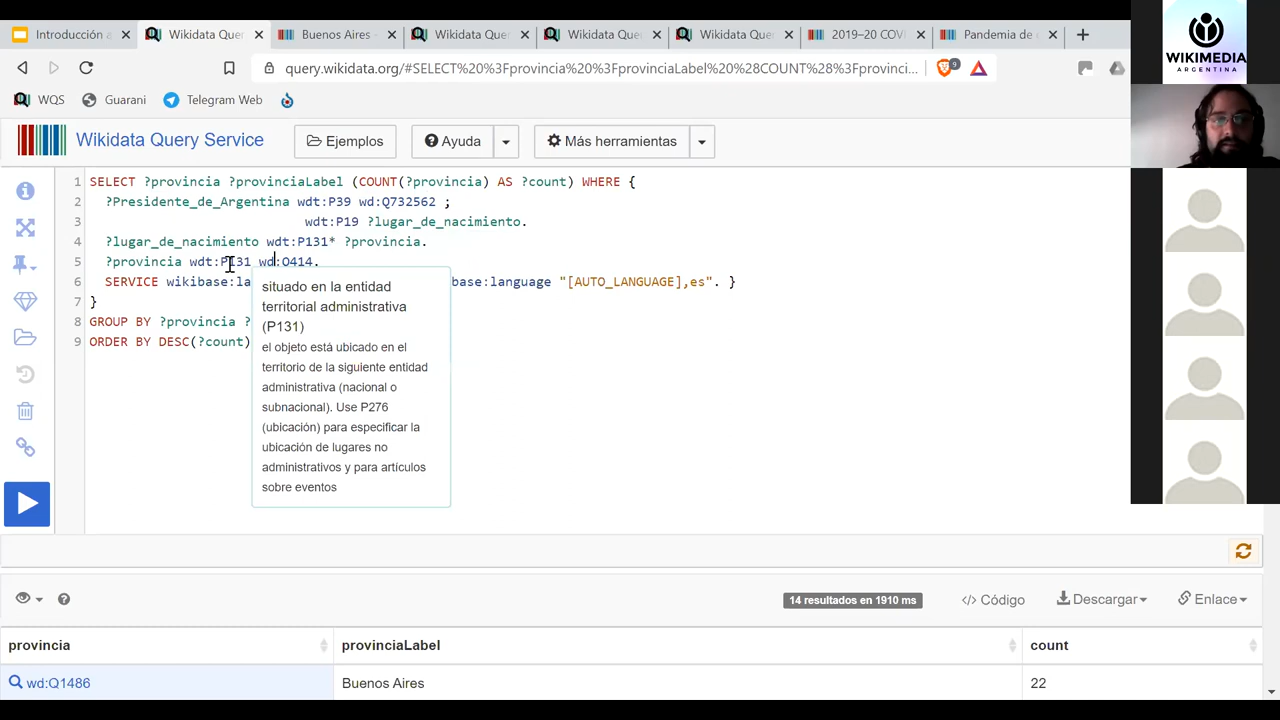 Introducción a
Wikidata Que
Buenos Aires
Wikidata Que
Wikidata Que
Wikidata Que
2019–20 COVI
Pandemia de
query.wikidata.org/#SELECT%20%3Fprovincia%20%3FprovinciaLabel%20%28COUNT%28%3Fprovinci...
9
WQS
Guarani
Telegram Web
WIKIMEDIA
ARGENTINA
Wikidata Query Service
Ejemplos
Ayuda
Más herramientas
1 SELECT ?provincia ?provinciaLabel (COUNT(?provincia) AS ?count) WHERE {
2 ?Presidente_de_Argentina wdt:P39 wd:Q732562 ;
3 wdt:P19 ?lugar_de_nacimiento.
4 ?lugar_de_nacimiento wdt:P131* ?provincia.
5 ?provincia wdt:P131 wd:Q414.
6 SERVICE wikibase:la base:language "[AUTO_LANGUAGE],es". }
7 }
8 GROUP BY ?provincia ?
9 ORDER BY DESC(?count)
situado en la entidad
territorial administrativa
(P131)
el objeto está ubicado en el
territorio de la siguiente entidad
administrativa (nacional o
subnacional). Use P276
(ubicación) para especificar la
ubicación de lugares no
administrativos y para artículos
sobre eventos
14 resultados en 1910 ms
</> Código
Descargar
Enlace
provincia provinciaLabel count
wd:Q1486 Buenos Aires 22